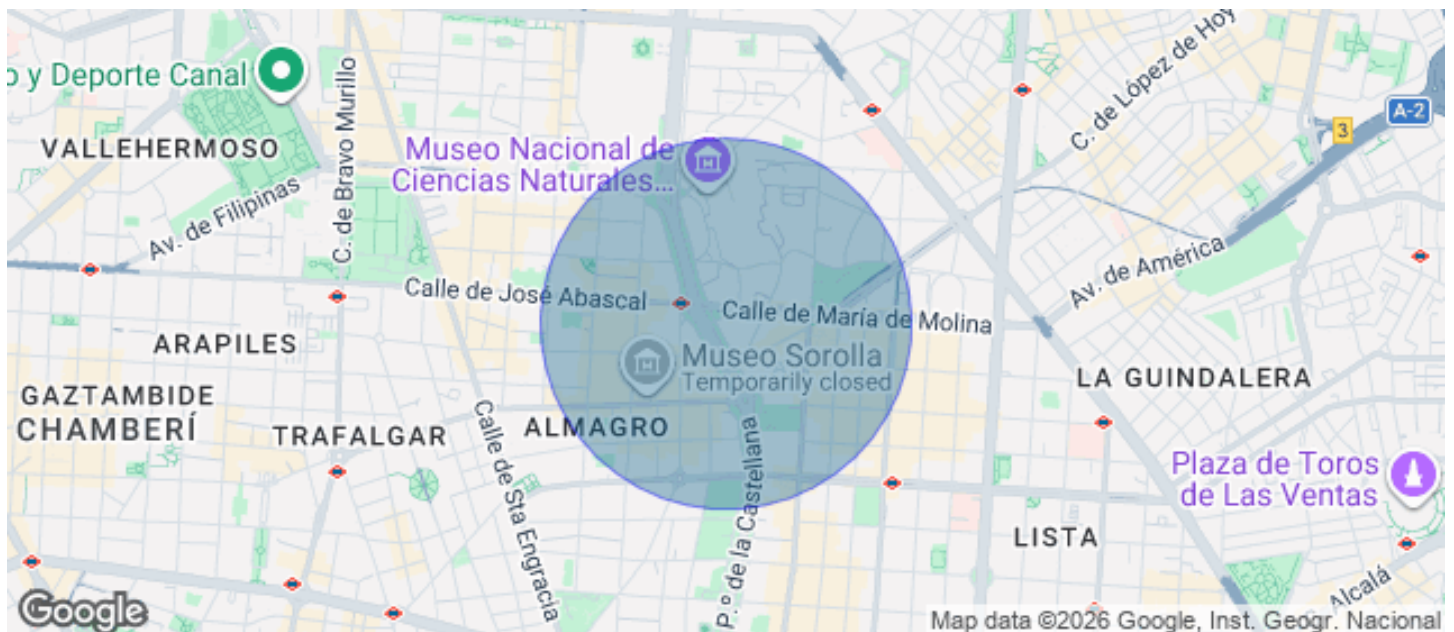 o y Deporte Canal
C. de Bravo Murillo
VALLEHERMOSO
Av. de Filipinas
Museo Nacional de
Ciencias Naturales...
C. de López de Hoy
A-2
3
Av. de América
Calle de José Abascal
Calle de María de Molina
ARAPILES
Museo Sorolla
Temporarily closed
LA GUINDALERA
GAZTAMBIDE
CHAMBERÍ
TRAFALGAR
ALMAGRO
Calle de Sta Engracia
P.º de la Castellana
Plaza de Toros
de Las Ventas
LISTA
Alcalá
Google
Map data ©2026 Google, Inst. Geogr. Nacional